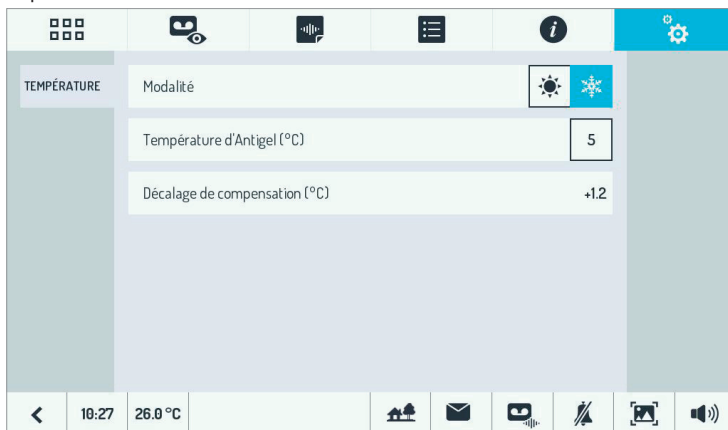 TEMPÉRATURE
Modalité
Température d'Antigel (°C)
5
Décalage de compensation (°C)
+1.2
10:27
26.0 °C